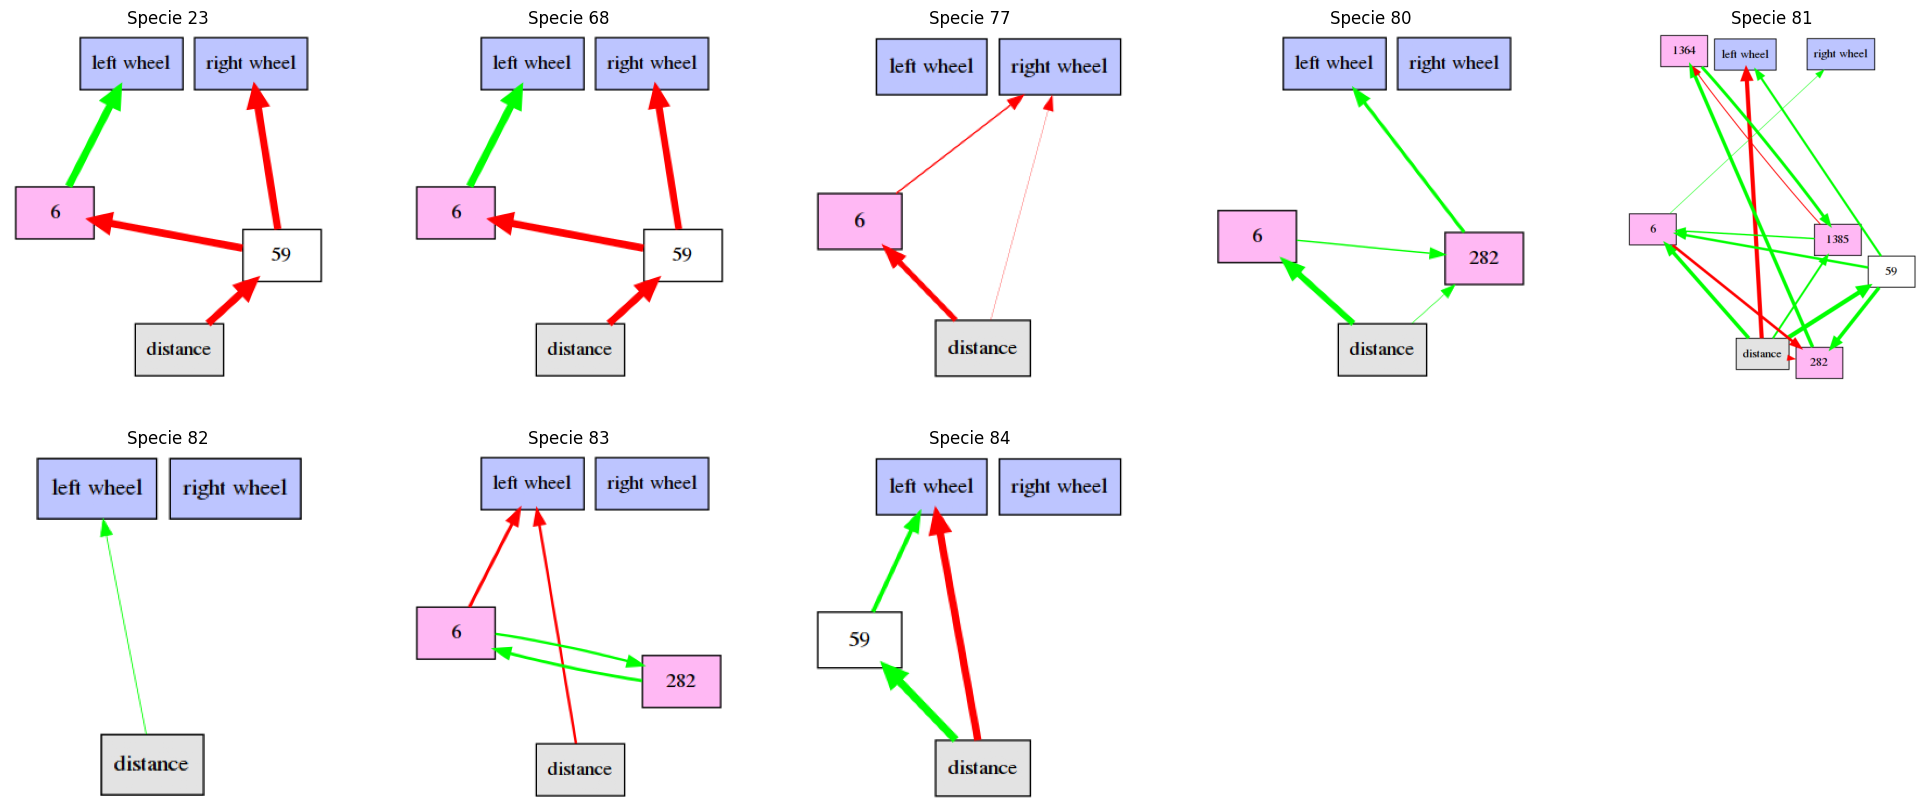 Specie 23
left wheel right wheel
6
59
distance
Specie 68
left wheel right wheel
6
59
distance
Specie 77
left wheel right wheel
6
distance
Specie 80
left wheel right wheel
6
282
distance
Specie 81
1364 left wheel right wheel
6
1385
59
distance
282
Specie 82
left wheel right wheel
distance
Specie 83
left wheel right wheel
6
282
distance
Specie 84
left wheel right wheel
59
distance